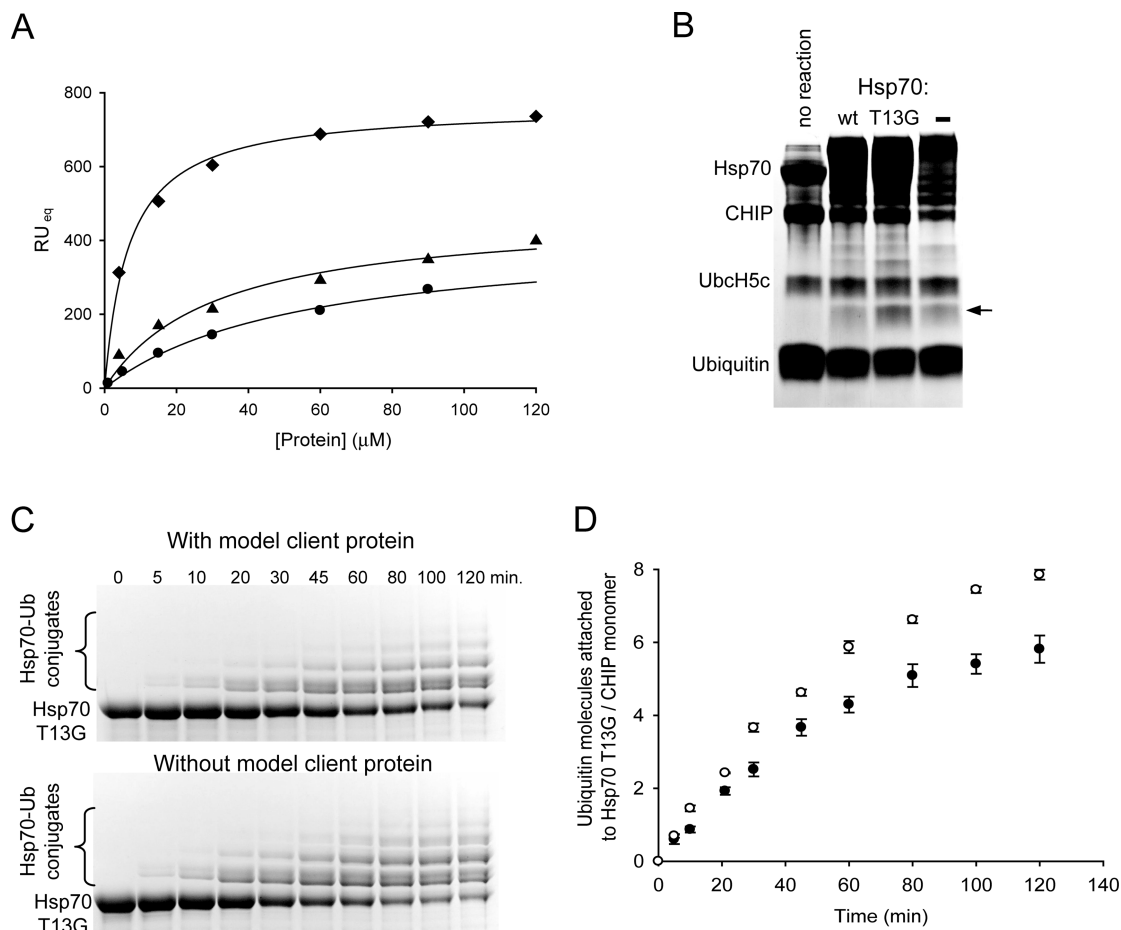 A
800
600
400
200
0
RU eq
0 20 40 60 80 100 120
[Protein] (μM)
B
no reaction
Hsp70:
wt T13G –
Hsp70
CHIP
UbcH5c
Ubiquitin
C
With model client protein
0 5 10 20 30 45 60 80 100 120 min.
Hsp70-Ub
conjugates
Hsp70
T13G
Without model client protein
Hsp70-Ub
conjugates
Hsp70
T13G
D
8
6
4
2
0
Ubiquitin molecules attached
to Hsp70 T13G / CHIP monomer
0 20 40 60 80 100 120 140
Time (min)